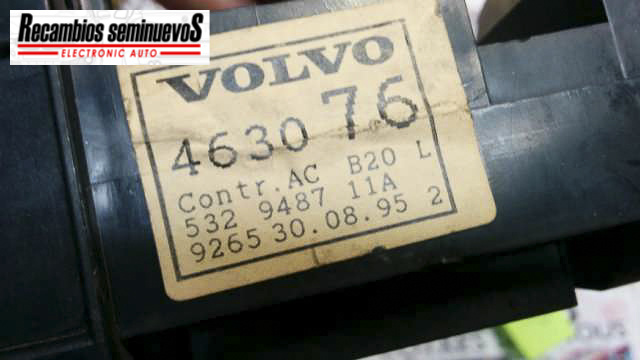 Recambios seminuevoS
ELECTRONIC AUTO
VOLVO
4630 76
Contr.AC B20 L
532 9487 11A
9265 30.08.95 2